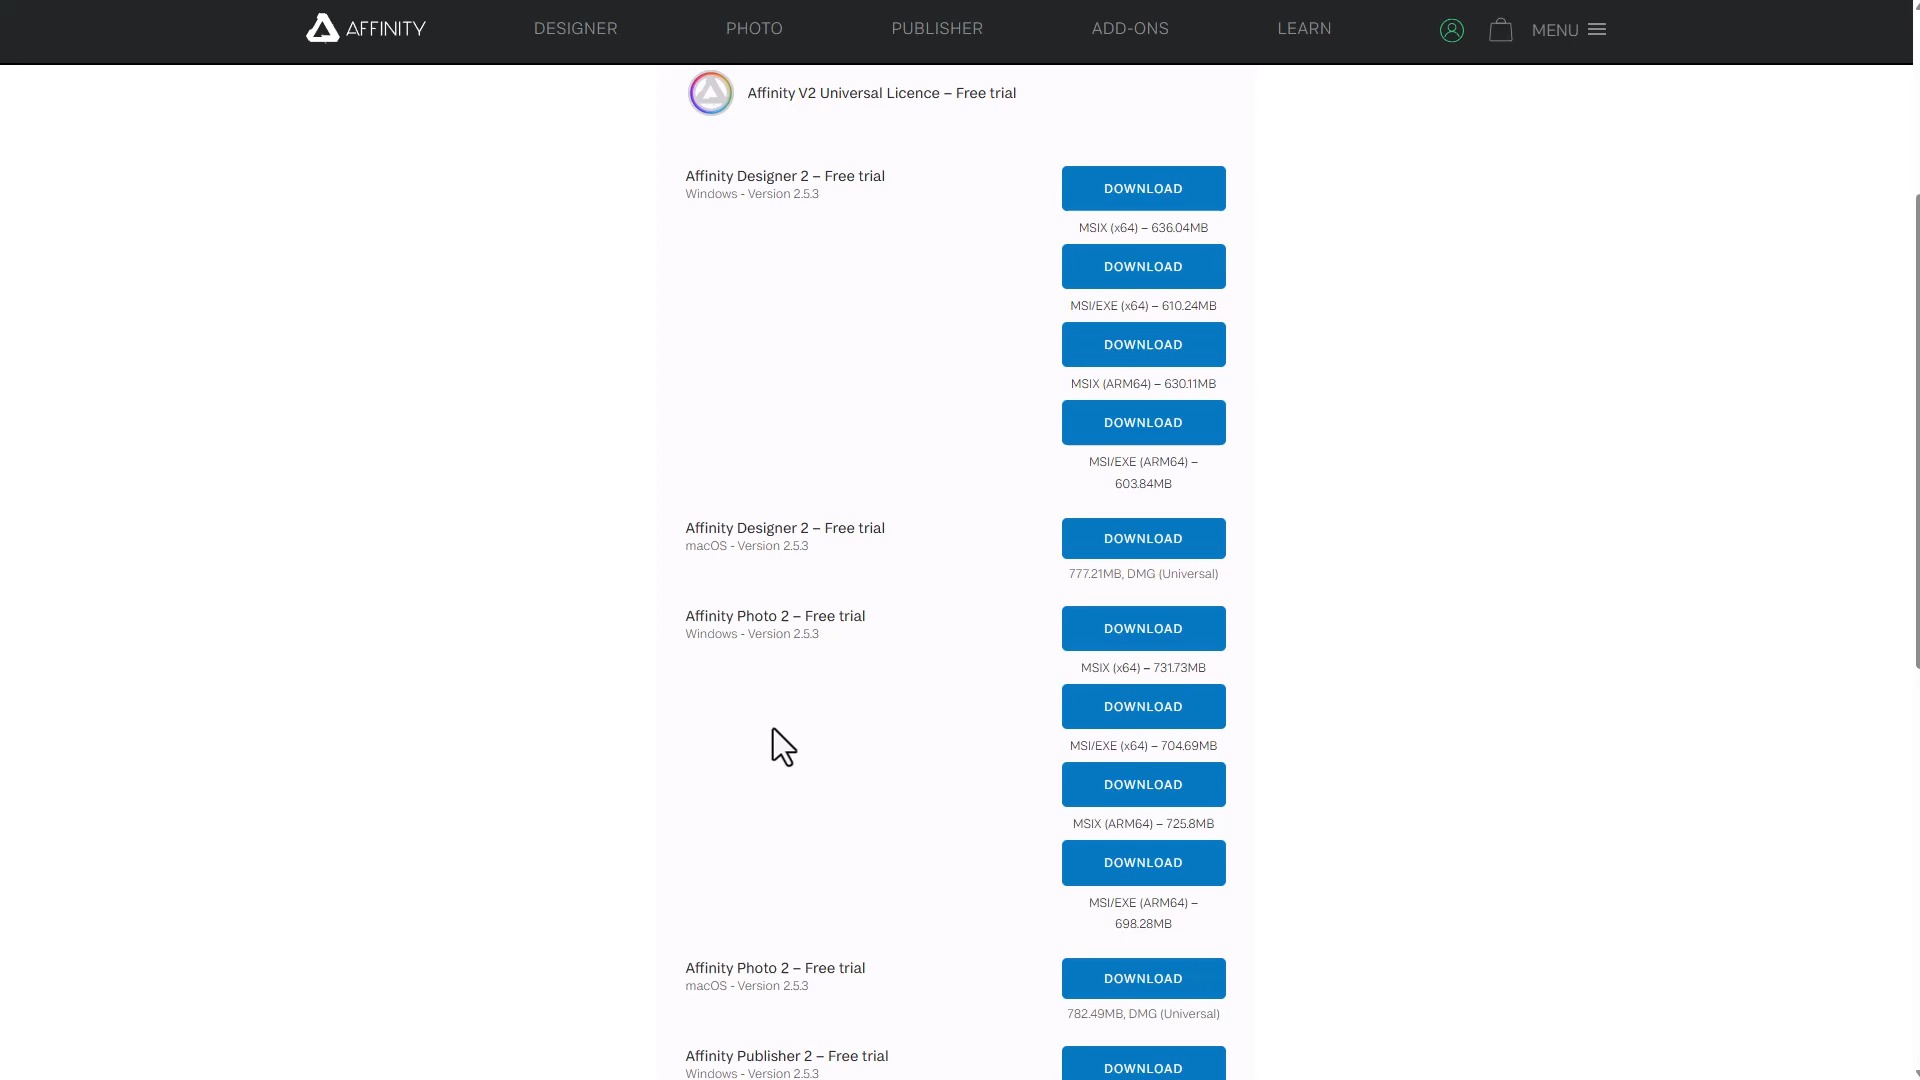 AFFINITY
DESIGNER
PHOTO
PUBLISHER
ADD-ONS
LEARN
MENU
Affinity V2 Universal Licence – Free trial
Affinity Designer 2 – Free trial
Windows - Version 2.5.3
DOWNLOAD
MSIX (x64) – 636.04MB
DOWNLOAD
MSI/EXE (x64) – 610.24MB
DOWNLOAD
MSIX (ARM64) – 630.11MB
DOWNLOAD
MSI/EXE (ARM64) –
603.84MB
Affinity Designer 2 – Free trial
macOS - Version 2.5.3
DOWNLOAD
777.21MB, DMG (Universal)
Affinity Photo 2 – Free trial
Windows - Version 2.5.3
DOWNLOAD
MSIX (x64) – 731.73MB
DOWNLOAD
MSI/EXE (x64) – 704.69MB
DOWNLOAD
MSIX (ARM64) – 725.8MB
DOWNLOAD
MSI/EXE (ARM64) –
698.28MB
Affinity Photo 2 – Free trial
macOS - Version 2.5.3
DOWNLOAD
782.49MB, DMG (Universal)
Affinity Publisher 2 – Free trial
Windows - Version 2.5.3
DOWNLOAD